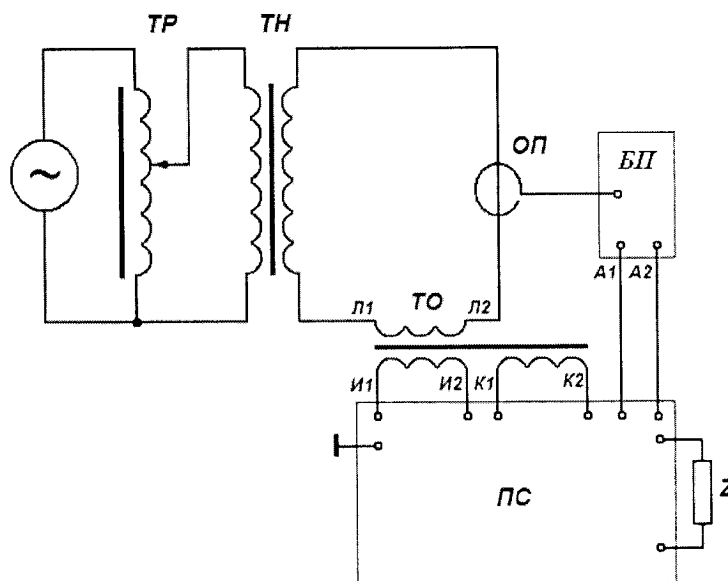 ТР
ТН
ОП
БП
~
А1 А2
Л1 ТО Л2
И1 И2 К1 К2
ПС
Z